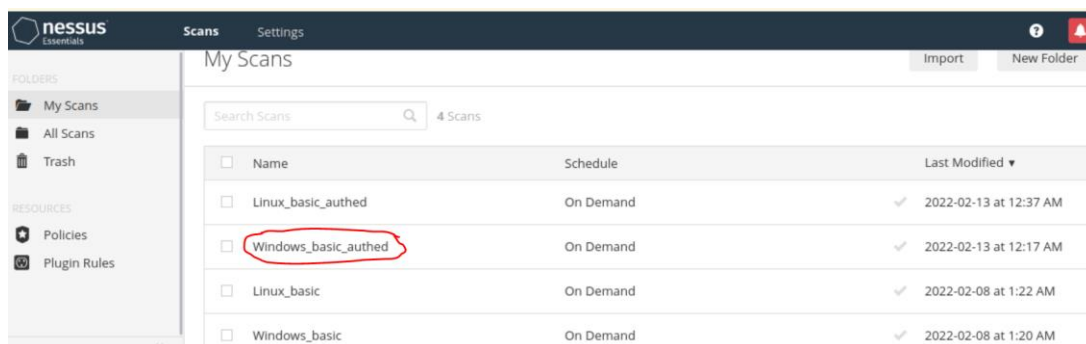 nessus Scans Settings
Essentials
My Scans Import New Folder
FOLDERS
My Scans
All Scans
Trash
RESOURCES
Policies
Plugin Rules
Search Scans 4 Scans
Name Schedule Last Modified
Linux_basic_authed On Demand 2022-02-13 at 12:37 AM
Windows_basic_authed On Demand 2022-02-13 at 12:17 AM
Linux_basic On Demand 2022-02-08 at 1:22 AM
Windows_basic On Demand 2022-02-08 at 1:20 AM